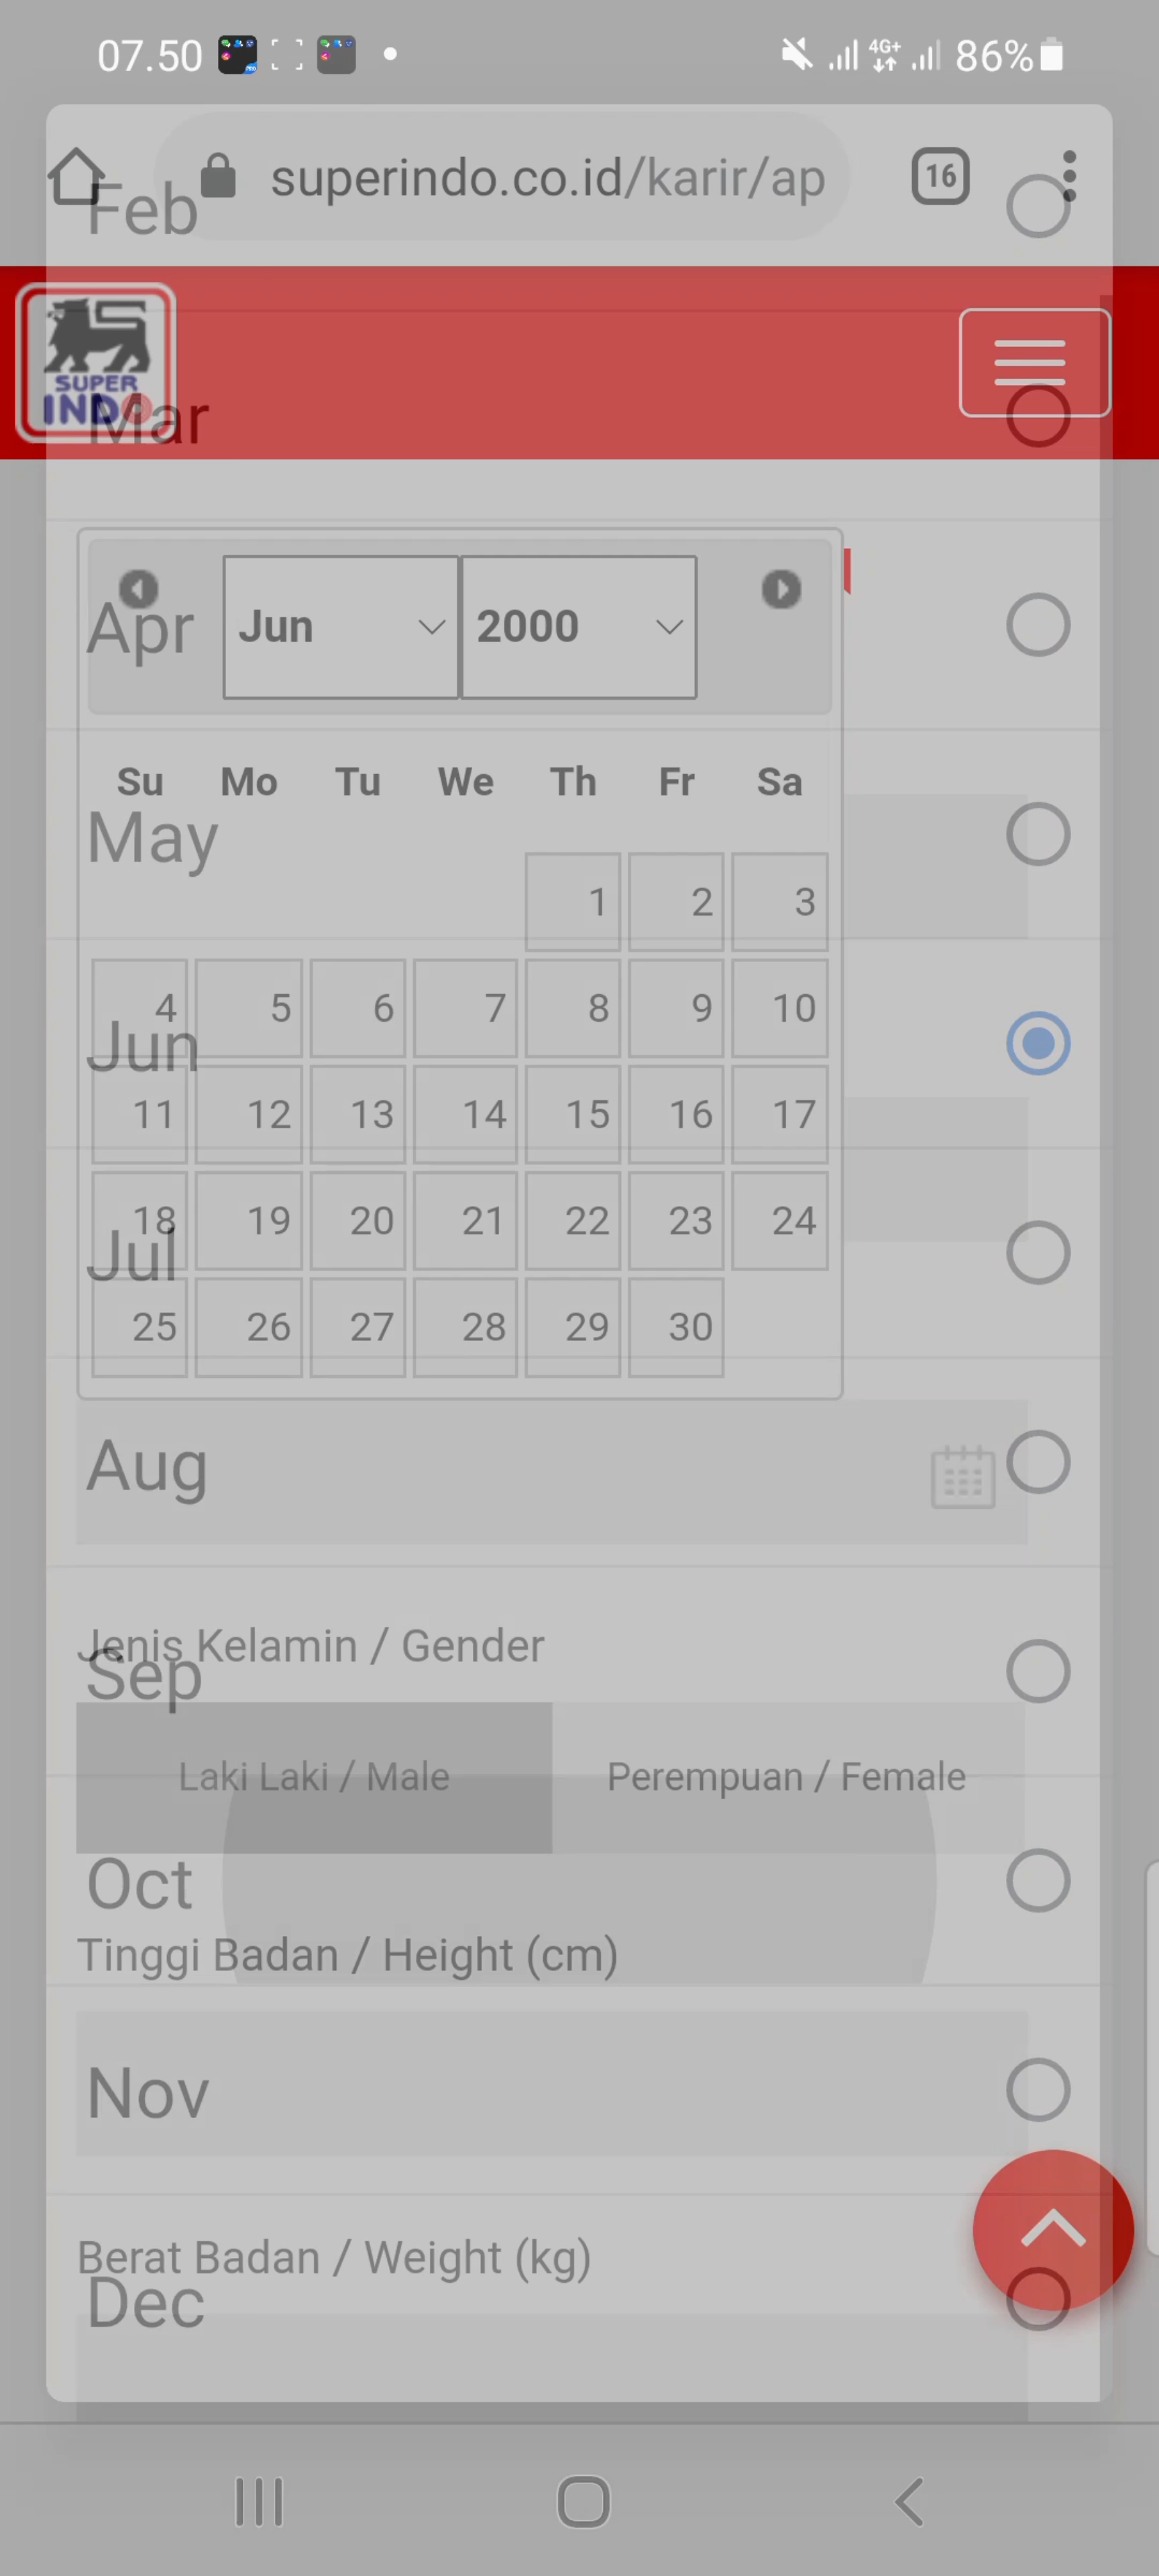 07.50
4G+
86%
superindo.co.id/karir/ap
16
Feb
SUPER
INDO
Mar
Apr
Jun
2000
Su Mo Tu We Th Fr Sa
May
1 2 3
4 5 6 7 8 9 10
Jun
11 12 13 14 15 16 17
18 19 20 21 22 23 24
Jul
25 26 27 28 29 30
Aug
Jenis Kelamin / Gender
Sep
Laki Laki / Male
Perempuan / Female
Oct
Tinggi Badan / Height (cm)
Nov
Berat Badan / Weight (kg)
Dec